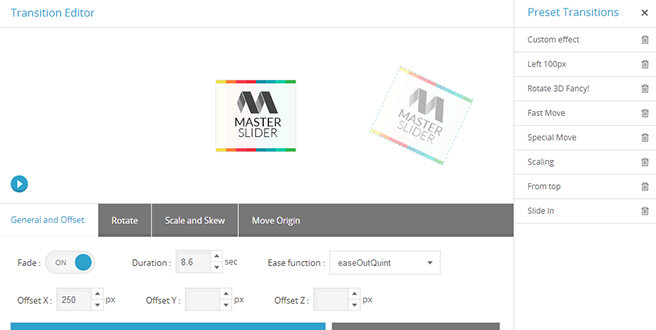 Transition Editor
MASTER
SLIDER
MASTER
SLIDER
General and Offset
Rotate
Scale and Skew
Move Origin
Fade :
ON
Duration :
8.6
sec
Ease function :
easeOutQuint
Offset X :
250
px
Offset Y :
px
Offset Z :
px
Preset Transitions
Custom effect
Left 100px
Rotate 3D Fancy!
Fast Move
Special Move
Scaling
From top
Slide In